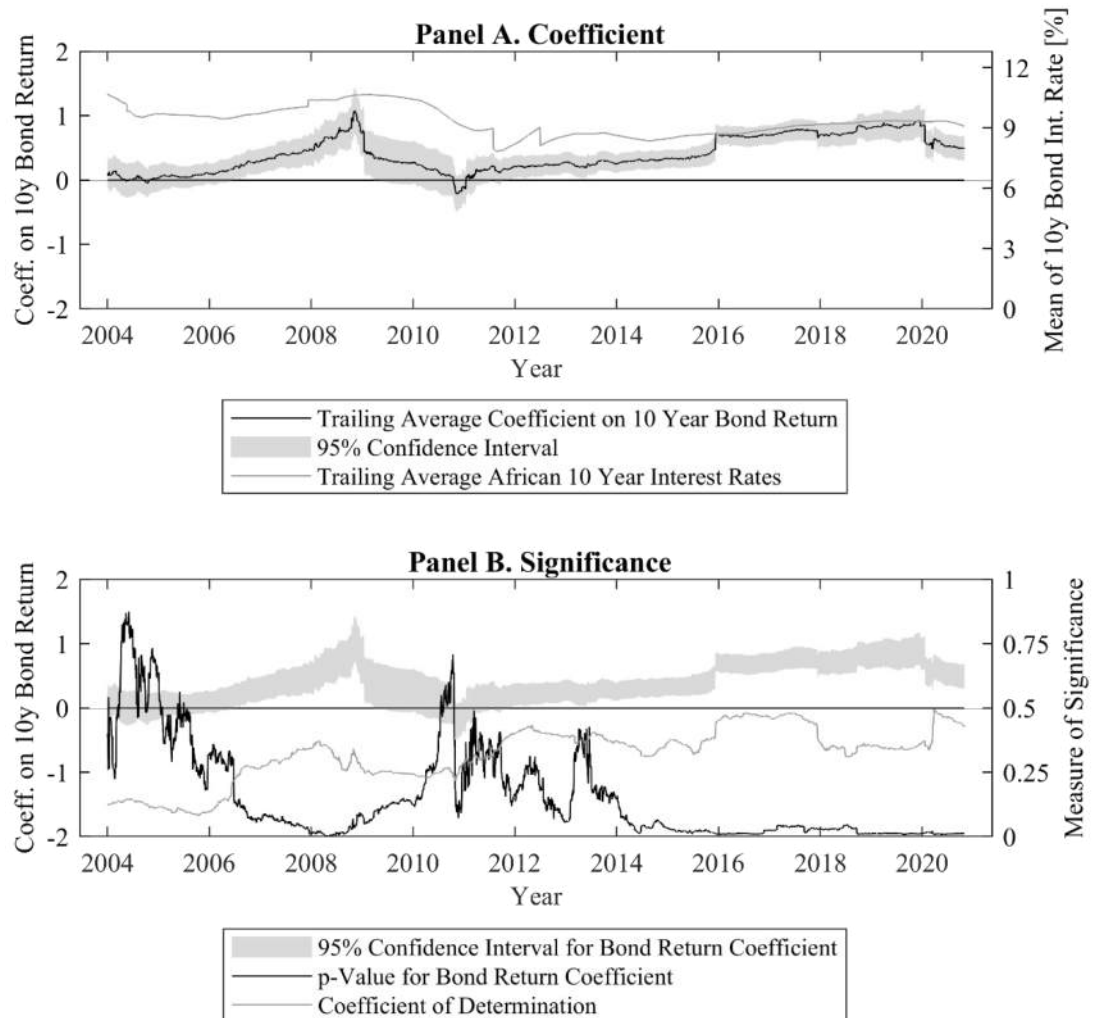 Panel A. Coefficient
Coeff. on 10y Bond Return
2
1
0
-1
-2
Mean of 10y Bond Int. Rate [%]
12
9
6
3
0
2004 2006 2008 2010 2012 2014 2016 2018 2020
Year
Trailing Average Coefficient on 10 Year Bond Return
95% Confidence Interval
Trailing Average African 10 Year Interest Rates
Panel B. Significance
Coeff. on 10y Bond Return
2
1
0
-1
-2
Measure of Significance
1
0.75
0.5
0.25
0
2004 2006 2008 2010 2012 2014 2016 2018 2020
Year
95% Confidence Interval for Bond Return Coefficient
p-Value for Bond Return Coefficient
Coefficient of Determination